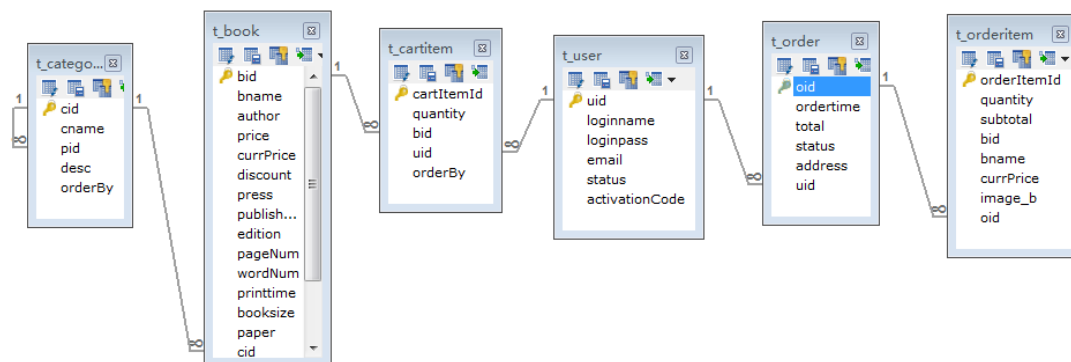 t_catego...
cid
cname
pid
desc
orderBy
1
∞
1
t_book
bid
bname
author
price
currPrice
discount
press
publish...
edition
pageNum
wordNum
printtime
booksize
paper
cid
∞
1
t_cartitem
cartItemId
quantity
bid
uid
orderBy
∞
∞
1
t_user
uid
loginname
loginpass
email
status
activationCode
1
∞
t_order
oid
ordertime
total
status
address
uid
1
∞
t_orderitem
orderItemId
quantity
subtotal
bid
bname
currPrice
image_b
oid